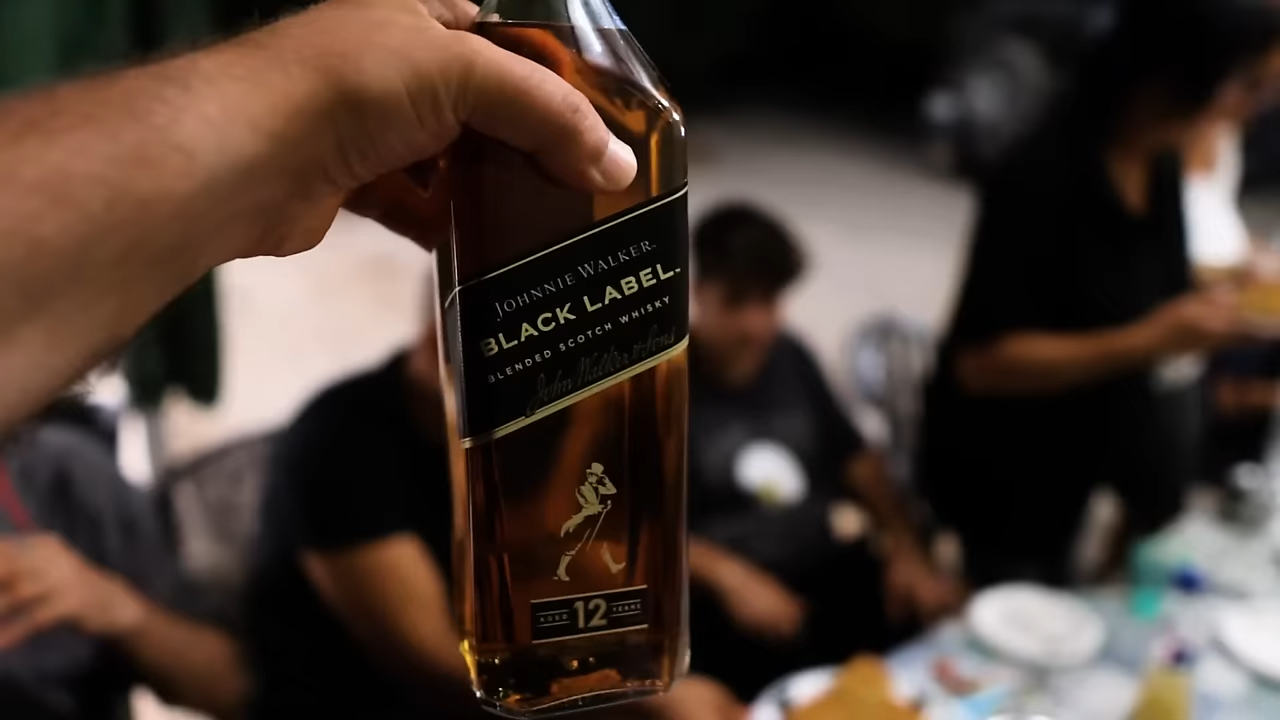 JOHNNIE WALKER.
BLACK LABEL.
BLENDED SCOTCH WHISKY
John Walker & Sons
AGED 12 YEARS